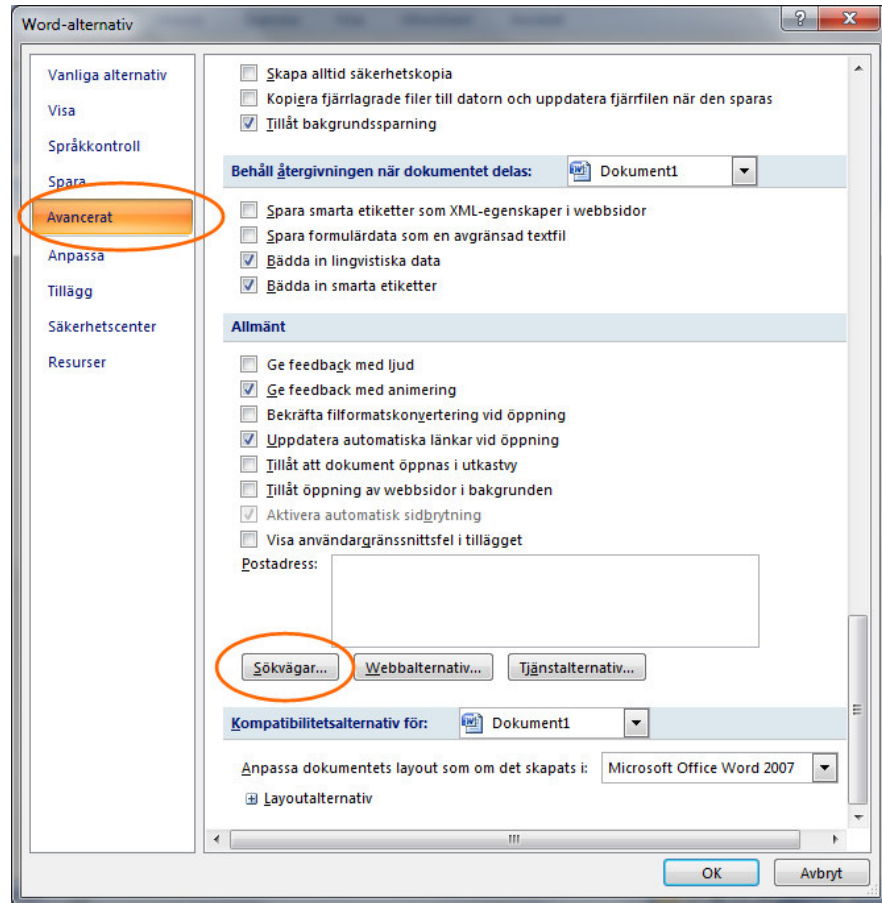 Word-alternativ
Vanliga alternativ
Visa
Språkkontroll
Spara
Avancerat
Anpassa
Tillägg
Säkerhetscenter
Resurser
Skapa alltid säkerhetskopia
Kopiera fjärrlagrade filer till datorn och uppdatera fjärrfilen när den sparas
Tillåt bakgrundssparning
Behåll återgivningen när dokumentet delas: Dokument1
Spara smarta etiketter som XML-egenskaper i webbsidor
Spara formulärdata som en avgränsad textfil
Bädda in lingvistiska data
Bädda in smarta etiketter
Allmänt
Ge feedback med ljud
Ge feedback med animering
Bekräfta filformatskonvertering vid öppning
Uppdatera automatiska länkar vid öppning
Tillåt att dokument öppnas i utkastvy
Tillåt öppning av webbsidor i bakgrunden
Aktivera automatisk sidbrytning
Visa användargränssnittsfel i tillägget
Postadress:
Sökvägar... Webbalternativ... Tjänstalternativ...
Kompatibilitetsalternativ för: Dokument1
Anpassa dokumentets layout som om det skapats i: Microsoft Office Word 2007
Layoutalternativ
OK Avbryt